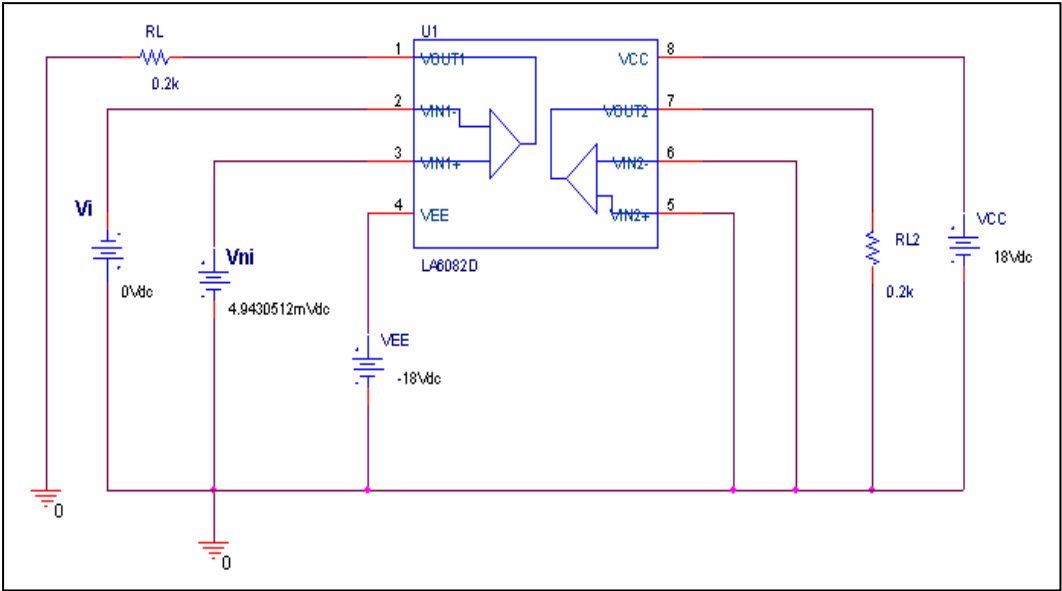 RL
0.2k
U1
1
VOUT1
VCC
8
2
VIN1-
VOUT2
7
3
VIN1+
VIN2-
6
4
VEE
VIN2+
5
LA6082D
Vi
0Vdc
Vni
4.9430512mVdc
VEE
-18Vdc
RL2
0.2k
VCC
18Vdc
0
0